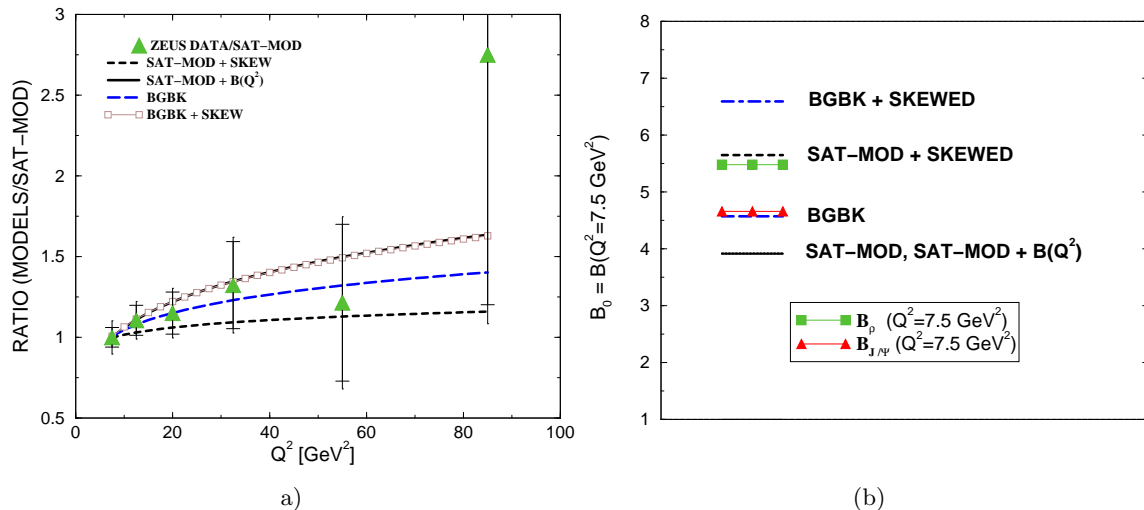 3
2.5
2
1.5
1
0.5
RATIO (MODELS/SAT−MOD)
ZEUS DATA/SAT−MOD
SAT−MOD + SKEW
SAT−MOD + B(Q²)
BGBK
BGBK + SKEW
0 20 40 60 80 100
Q² [GeV²]
a)
8
7
6
5
4
3
2
1
B₀ = B(Q²=7.5 GeV²)
BGBK + SKEWED
SAT−MOD + SKEWED
BGBK
SAT−MOD, SAT−MOD + B(Q²)
Bρ (Q²=7.5 GeV²)
B J/Ψ (Q²=7.5 GeV²)
(b)